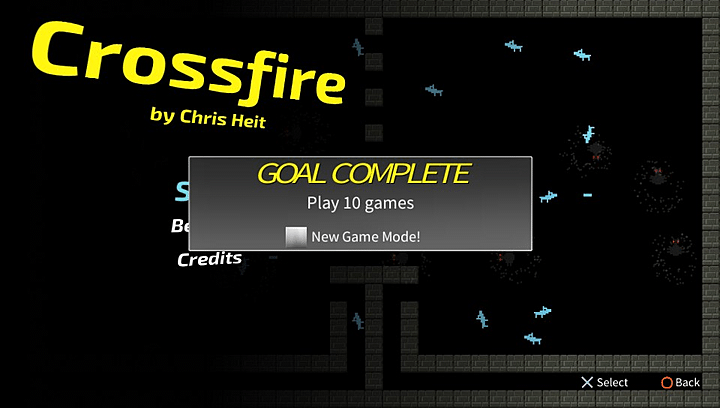 Crossfire
by Chris Heit
GOAL COMPLETE
Play 10 games
New Game Mode!
Credits
Select
Back